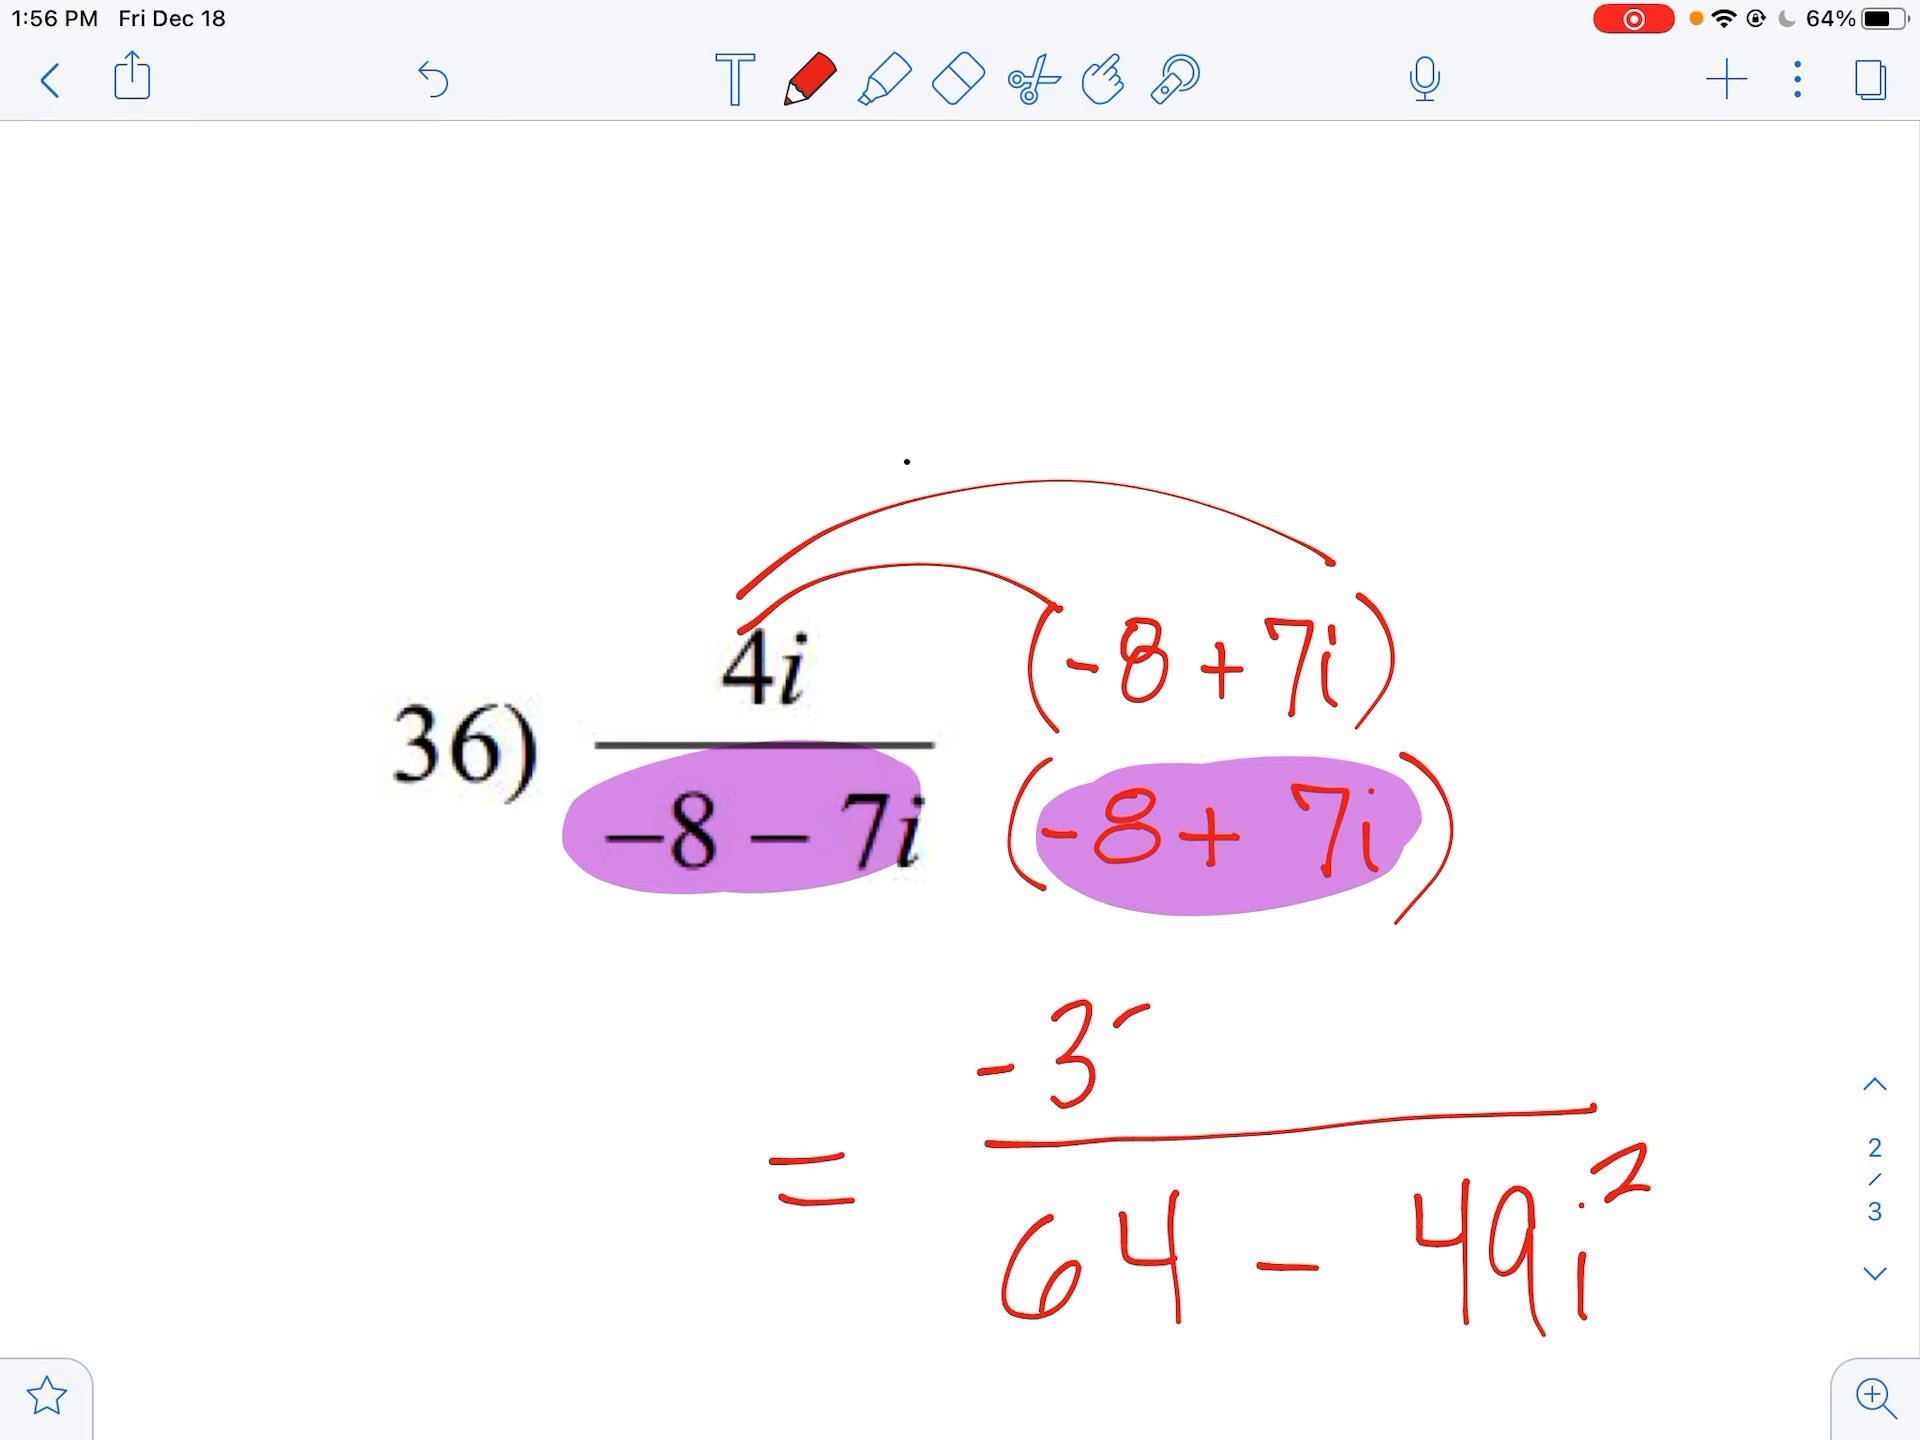 1:56 PM Fri Dec 18 64%
T
4i (-8 + 7i)
36)
−8 − 7i (-8 + 7i)
-3
=
64 - 49i²
2
/
3